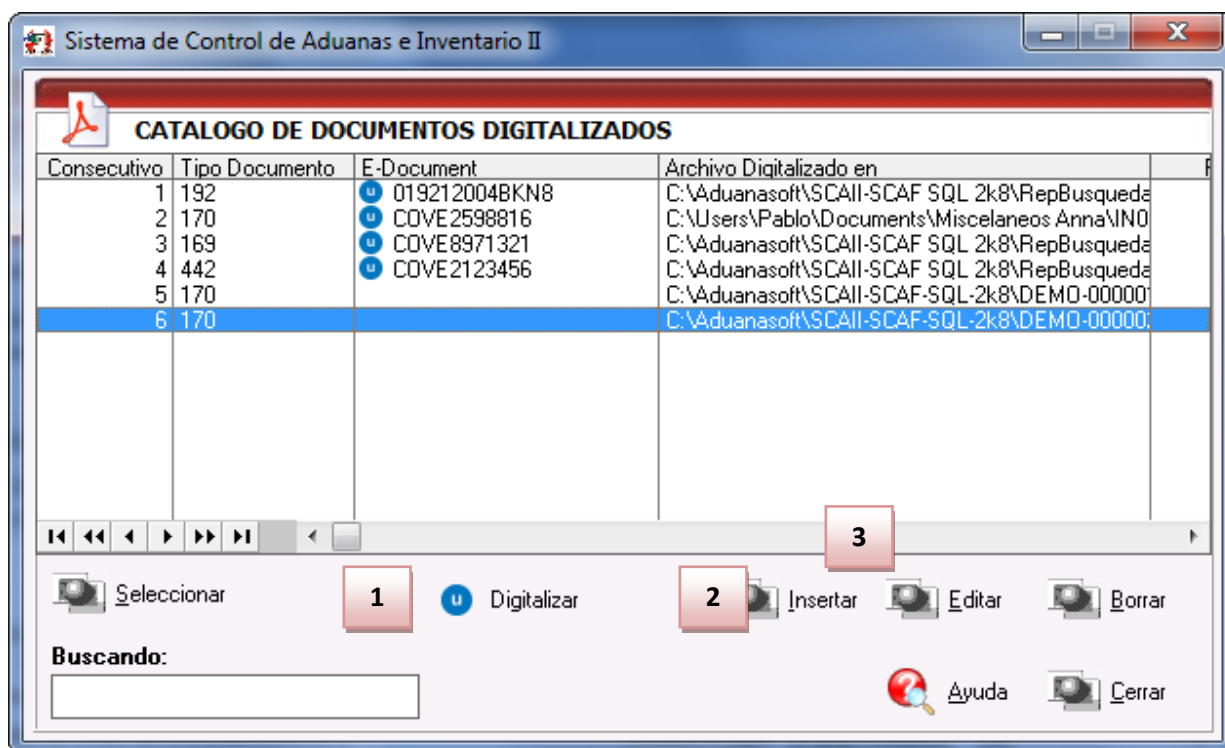 Sistema de Control de Aduanas e Inventario II
CATALOGO DE DOCUMENTOS DIGITALIZADOS
Consecutivo Tipo Documento E-Document Archivo Digitalizado en
1 192 u 019212004BKN8 C:\Aduanasoft\SCAII-SCAF SQL 2k8\RepBusqueda
2 170 u COVE2598816 C:\Users\Pablo\Documents\Miscelaneos Anna\IN0
3 169 u COVE8971321 C:\Aduanasoft\SCAII-SCAF SQL 2k8\RepBusqueda
4 442 u COVE2123456 C:\Aduanasoft\SCAII-SCAF SQL 2k8\RepBusqueda
5 170 C:\Aduanasoft\SCAII-SCAF-SQL-2k8\DEMO-00000
6 170 C:\Aduanasoft\SCAII-SCAF-SQL-2k8\DEMO-00000
3
Seleccionar 1 u Digitalizar 2 Insertar Editar Borrar
Buscando:
Ayuda Cerrar